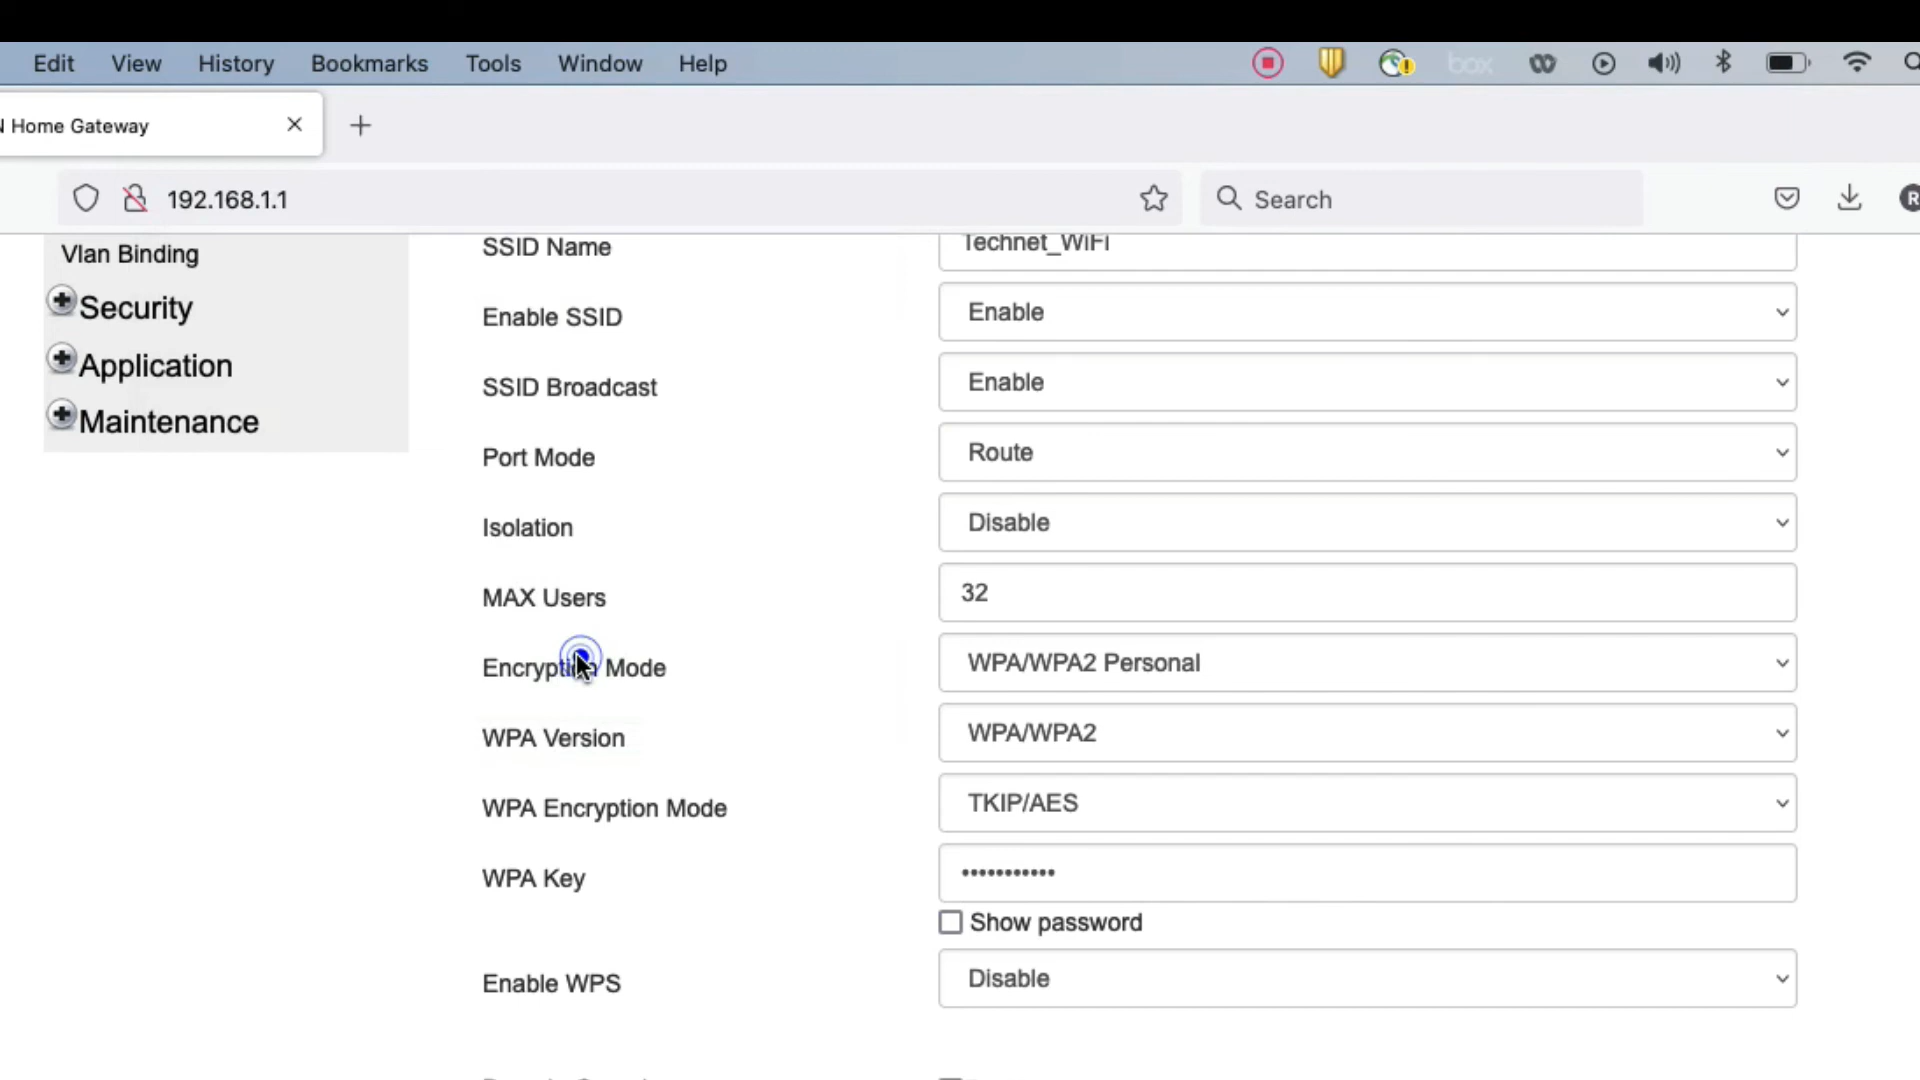 Edit View History Bookmarks Tools Window Help
box
Home Gateway
192.168.1.1
Search
R
Vlan Binding
Security
Application
Maintenance
SSID Name Technet_WiFi
Enable SSID Enable
SSID Broadcast Enable
Port Mode Route
Isolation Disable
MAX Users 32
Encryption Mode WPA/WPA2 Personal
WPA Version WPA/WPA2
WPA Encryption Mode TKIP/AES
WPA Key •••••••••••
Show password
Enable WPS Disable